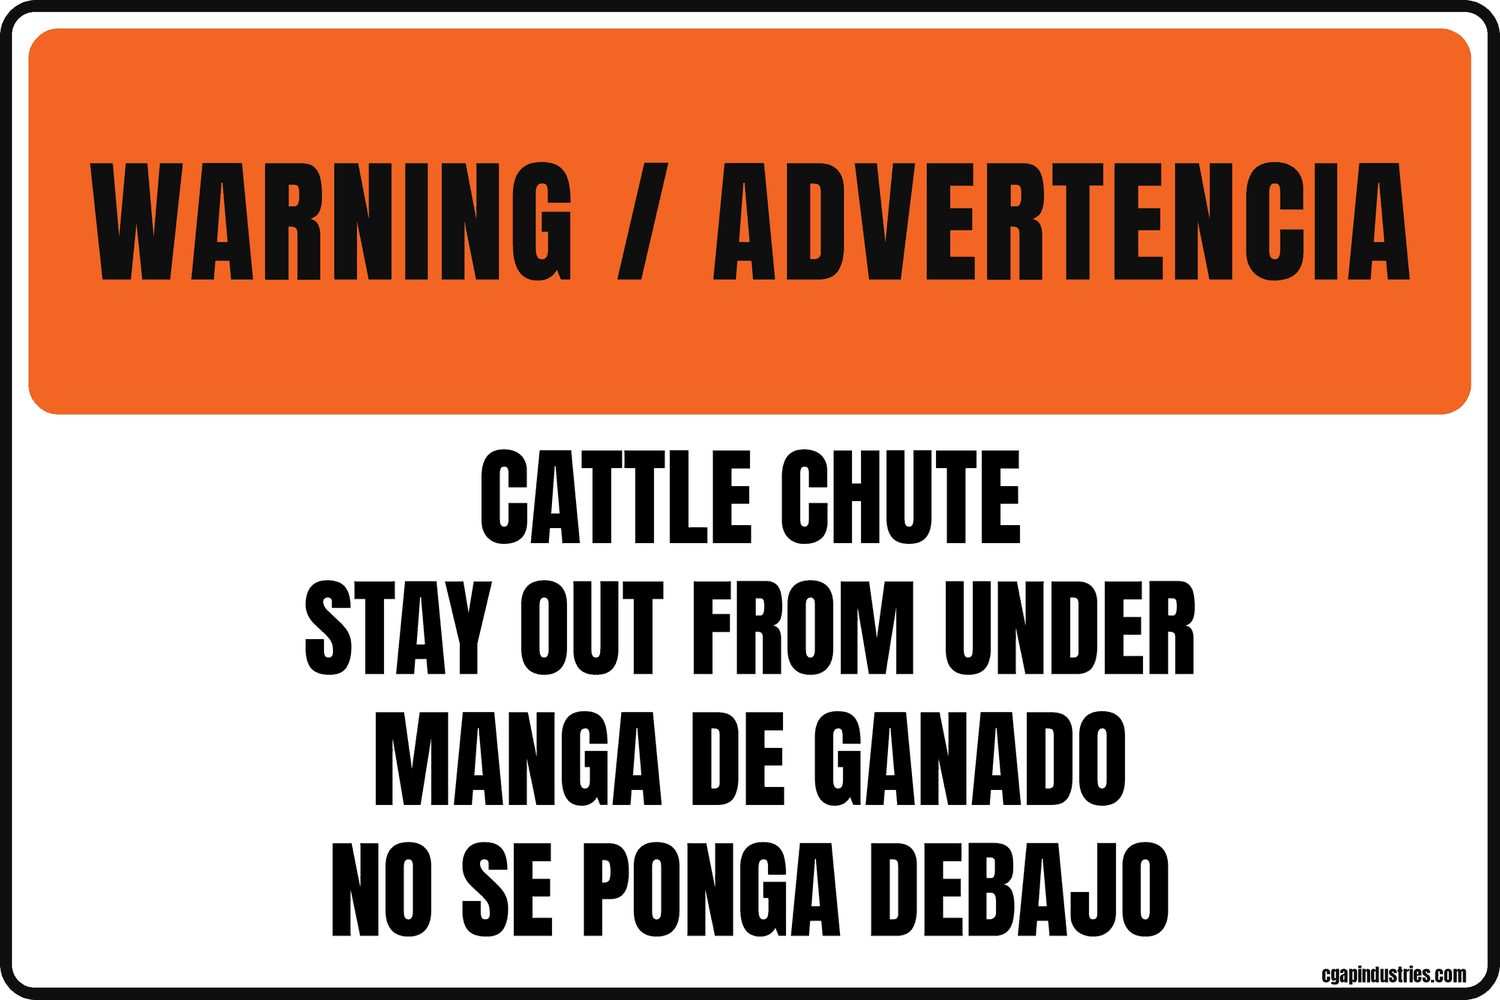 WARNING / ADVERTENCIA
CATTLE CHUTE
STAY OUT FROM UNDER
MANGA DE GANADO
NO SE PONGA DEBAJO
cgapindustries.com